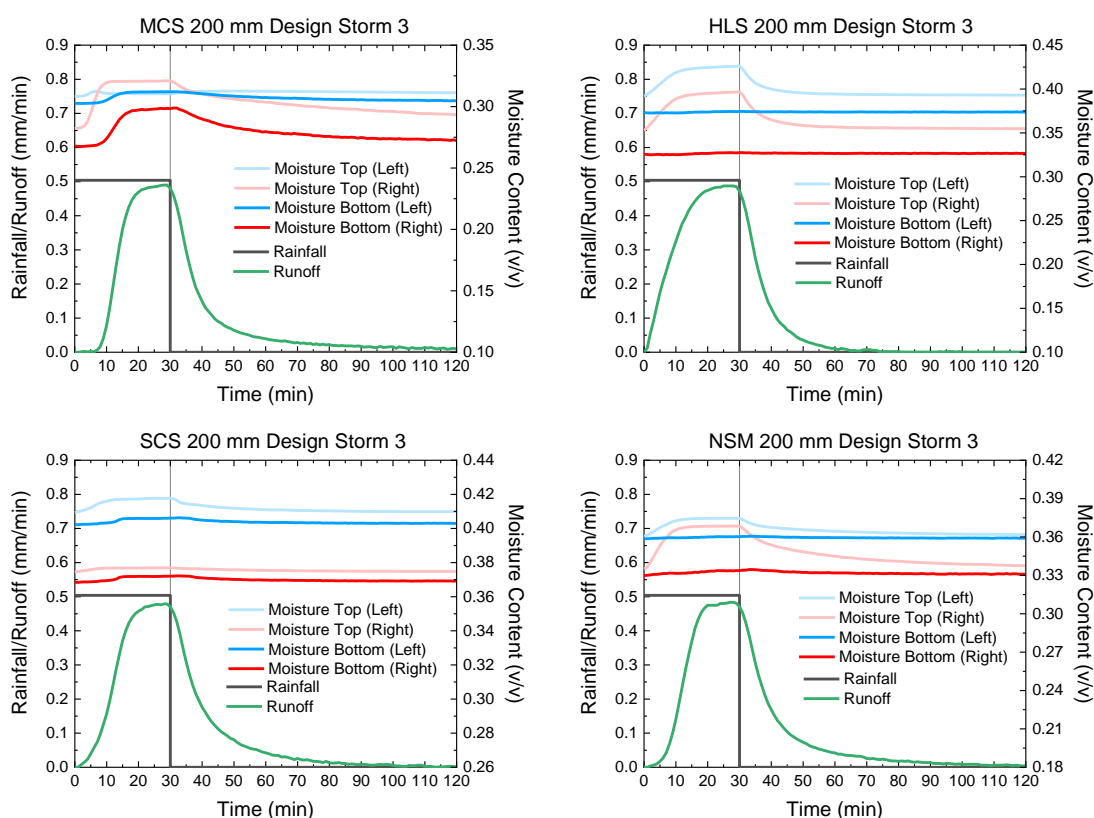 MCS 200 mm Design Storm 3
0.9
0.8
0.7
0.6
0.5
0.4
0.3
0.2
0.1
0.0
Rainfall/Runoff (mm/min)
0.35
0.30
0.25
0.20
0.15
0.10
Moisture Content (v/v)
Moisture Top (Left)
Moisture Top (Right)
Moisture Bottom (Left)
Moisture Bottom (Right)
Rainfall
Runoff
0 10 20 30 40 50 60 70 80 90 100 110 120
Time (min)
HLS 200 mm Design Storm 3
0.9
0.8
0.7
0.6
0.5
0.4
0.3
0.2
0.1
0.0
Rainfall/Runoff (mm/min)
0.45
0.40
0.35
0.30
0.25
0.20
0.15
0.10
Moisture Content (v/v)
Moisture Top (Left)
Moisture Top (Right)
Moisture Bottom (Left)
Moisture Bottom (Right)
Rainfall
Runoff
0 10 20 30 40 50 60 70 80 90 100 110 120
Time (min)
SCS 200 mm Design Storm 3
0.9
0.8
0.7
0.6
0.5
0.4
0.3
0.2
0.1
0.0
Rainfall/Runoff (mm/min)
0.44
0.42
0.40
0.38
0.36
0.34
0.32
0.30
0.28
0.26
Moisture Content (v/v)
Moisture Top (Left)
Moisture Top (Right)
Moisture Bottom (Left)
Moisture Bottom (Right)
Rainfall
Runoff
0 10 20 30 40 50 60 70 80 90 100 110 120
Time (min)
NSM 200 mm Design Storm 3
0.9
0.8
0.7
0.6
0.5
0.4
0.3
0.2
0.1
0.0
Rainfall/Runoff (mm/min)
0.42
0.39
0.36
0.33
0.30
0.27
0.24
0.21
0.18
Moisture Content (v/v)
Moisture Top (Left)
Moisture Top (Right)
Moisture Bottom (Left)
Moisture Bottom (Right)
Rainfall
Runoff
0 10 20 30 40 50 60 70 80 90 100 110 120
Time (min)